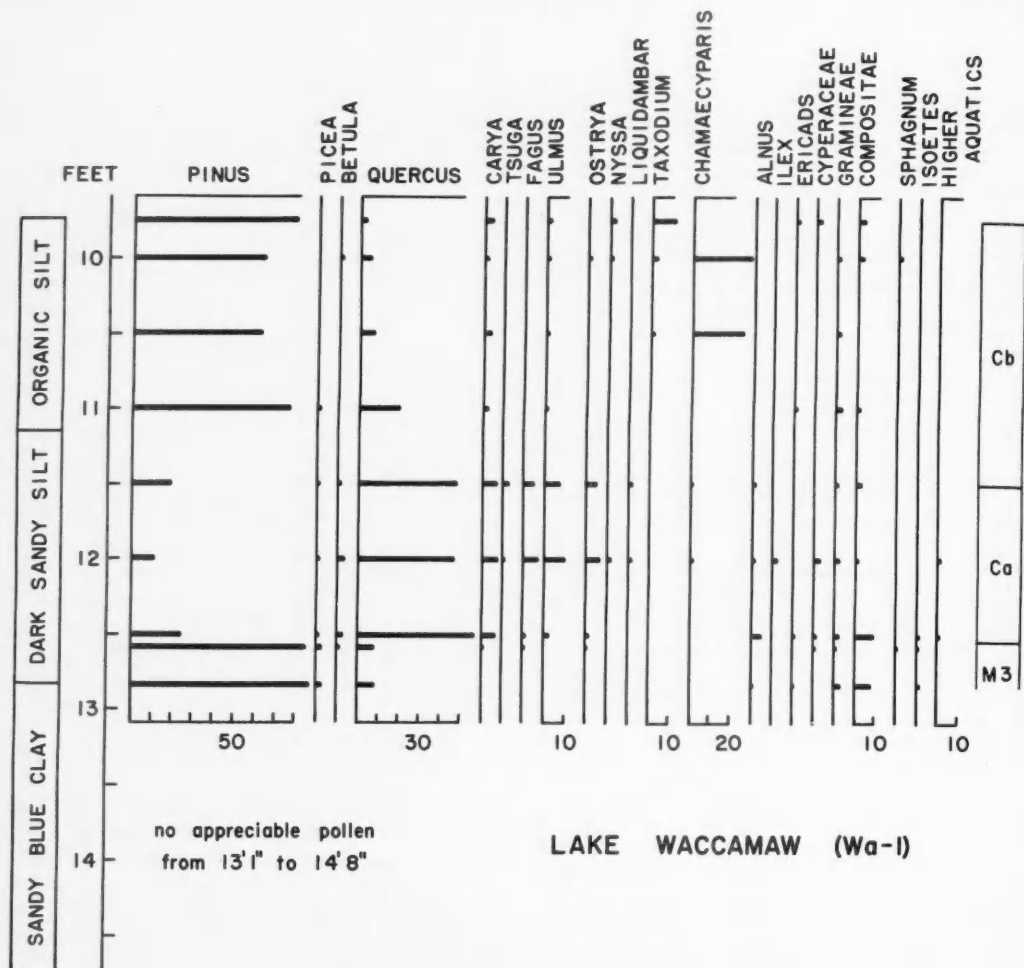 FEET
PINUS
PICEA
BETULA
QUERCUS
CARYA
TSUGA
FAGUS
ULMUS
OSTRYA
NYSSA
LIQUIDAMBAR
TAXODIUM
CHAMAECYPARIS
ALNUS
ILEX
ERICADS
CYPERACEAE
GRAMINEAE
COMPOSITAE
SPHAGNUM
ISOETES
HIGHER
AQUATICS
ORGANIC SILT
DARK SANDY SILT
SANDY BLUE CLAY
10
11
12
13
14
Cb
Ca
M3
50
30
10
10
20
10
10
no appreciable pollen
from 13'1" to 14'8"
LAKE WACCAMAW (Wa-1)